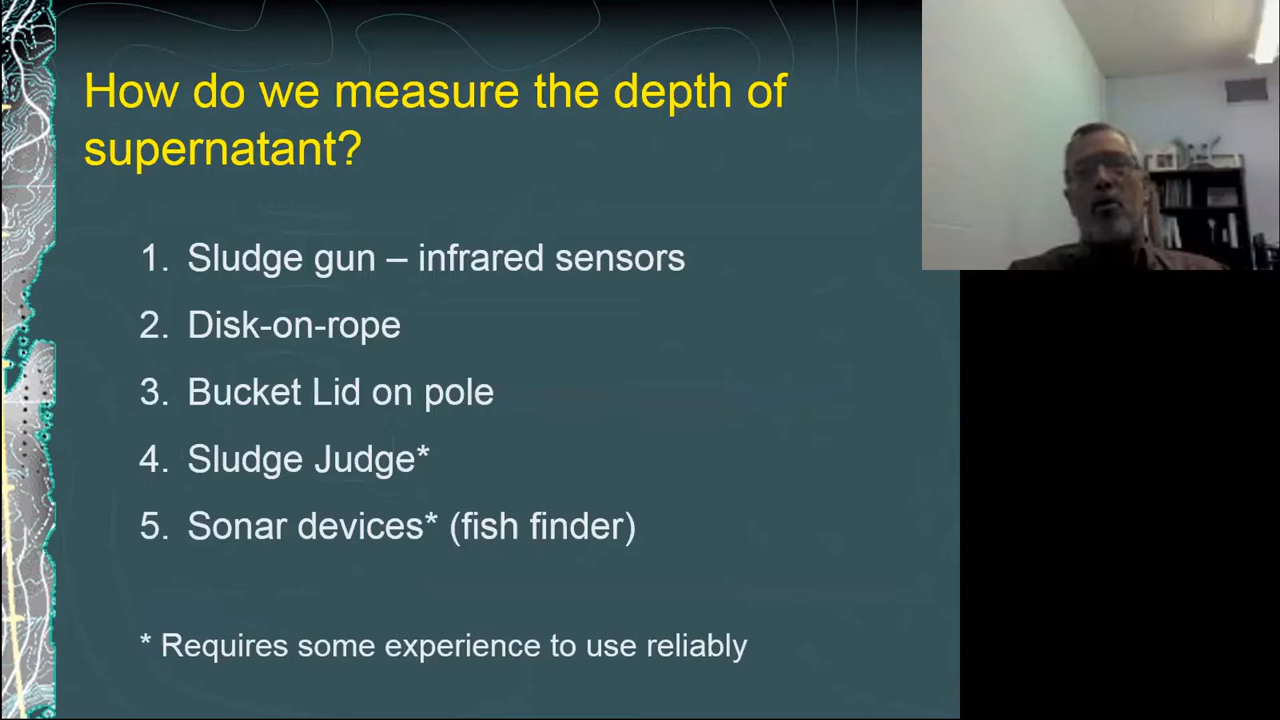 How do we measure the depth of
supernatant?
1. Sludge gun – infrared sensors
2. Disk-on-rope
3. Bucket Lid on pole
4. Sludge Judge*
5. Sonar devices* (fish finder)
* Requires some experience to use reliably